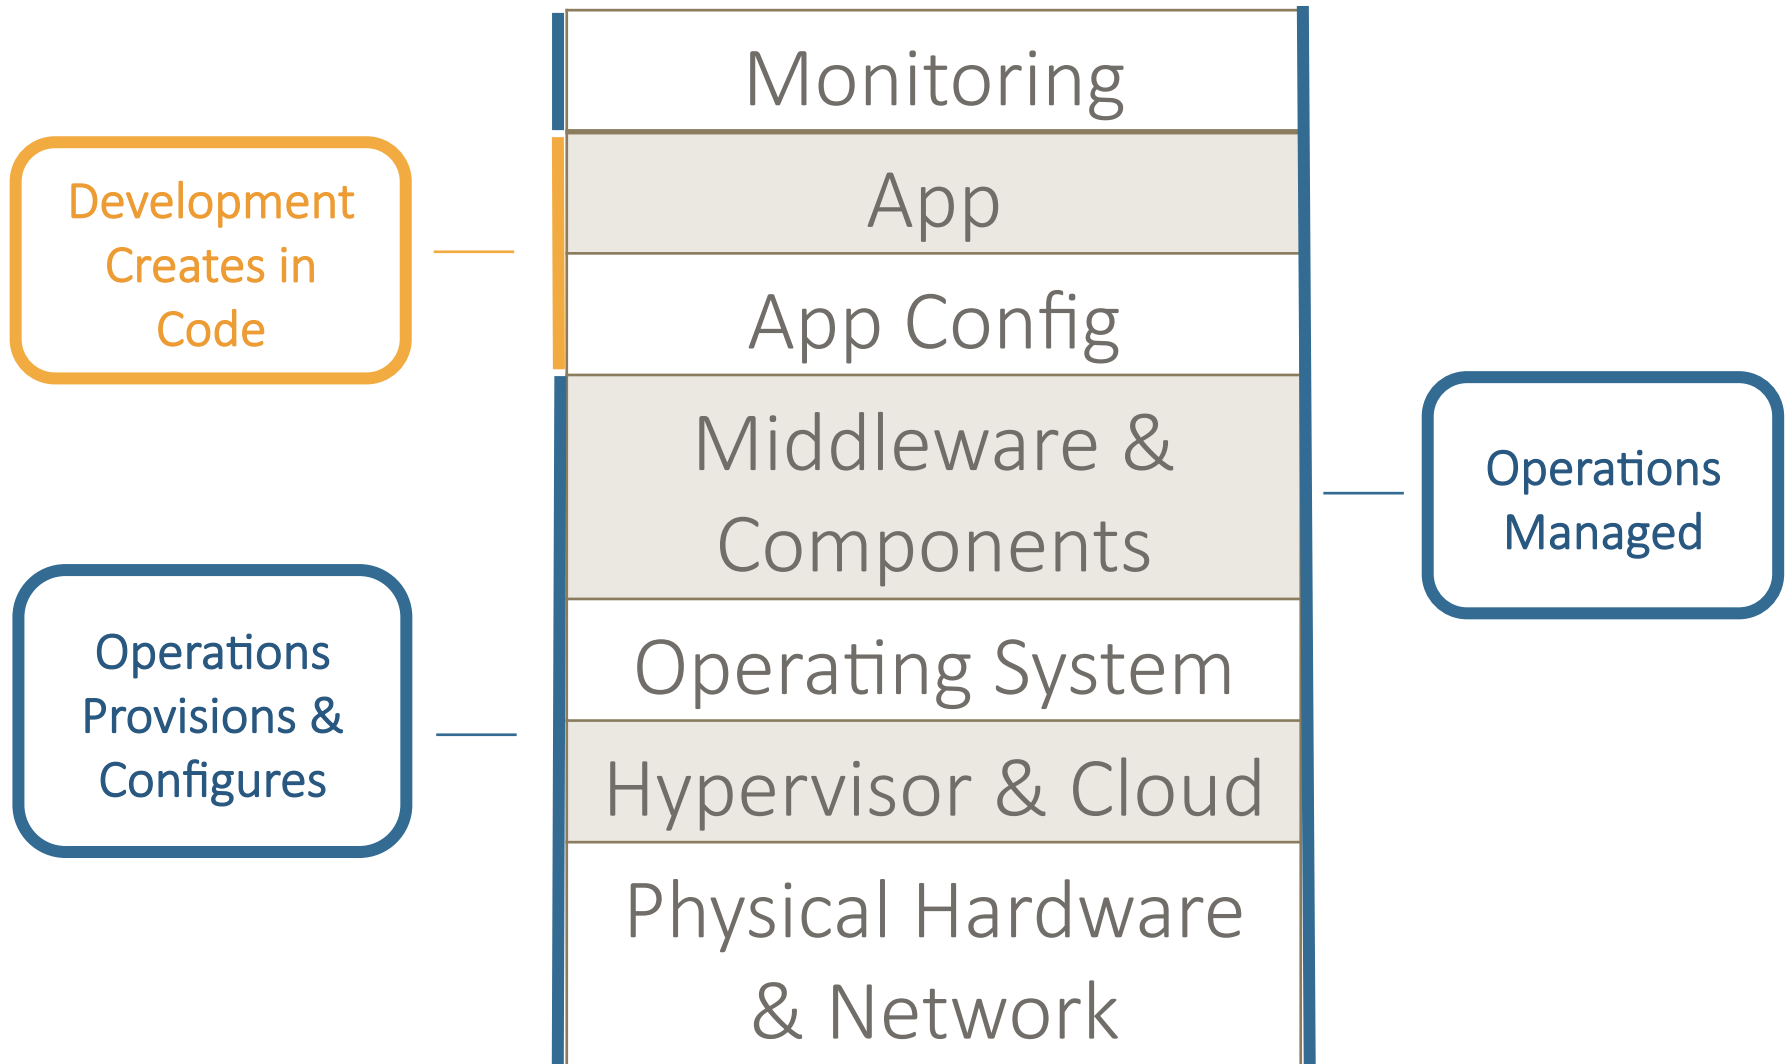 Monitoring
App
App Config
Middleware &
Components
Operating System
Hypervisor & Cloud
Physical Hardware
& Network
Development
Creates in
Code
Operations
Provisions &
Configures
Operations
Managed